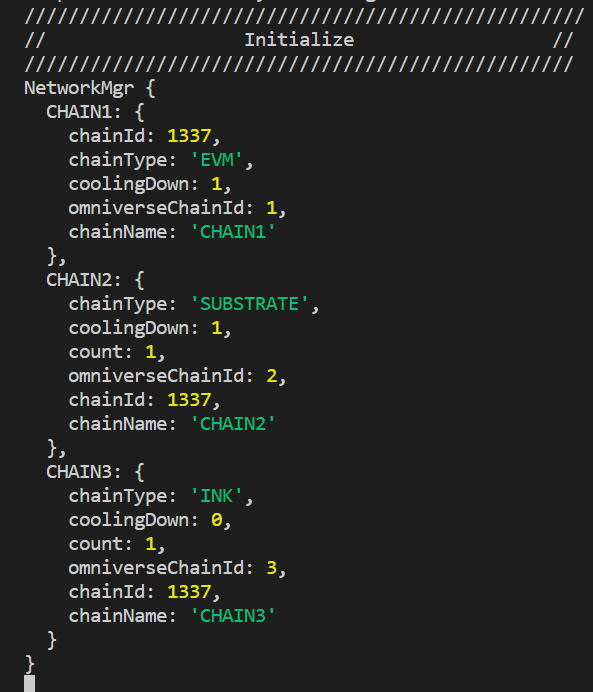 ///////////////////////////////////////////////////
//                  Initialize                  //
//////////////////////////////////////////////////
NetworkMgr {
  CHAIN1: {
    chainId: 1337,
    chainType: 'EVM',
    coolingDown: 1,
    omniverseChainId: 1,
    chainName: 'CHAIN1'
  },
  CHAIN2: {
    chainType: 'SUBSTRATE',
    coolingDown: 1,
    count: 1,
    omniverseChainId: 2,
    chainId: 1337,
    chainName: 'CHAIN2'
  },
  CHAIN3: {
    chainType: 'INK',
    coolingDown: 0,
    count: 1,
    omniverseChainId: 3,
    chainId: 1337,
    chainName: 'CHAIN3'
  }
}